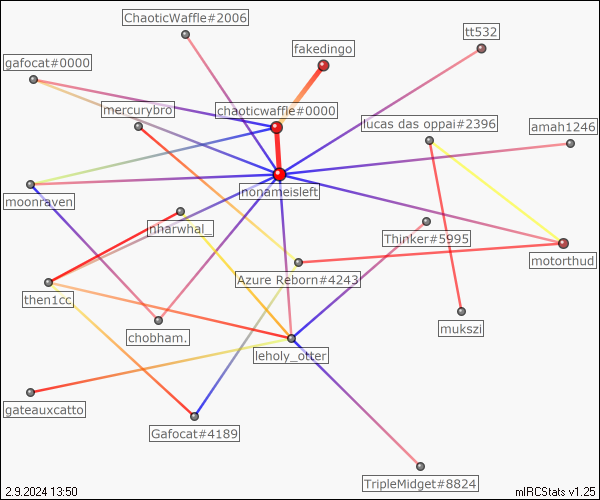 ChaoticWaffle#2006
tt532
fakedingo
gafocat#0000
mercurybro
chaoticwaffle#0000
lucas das oppai#2396
amah1246
nonameisleft
moonraven
nharwhal_
Thinker#5995
motorthud
Azure Reborn#4243
then1cc
mukszi
chobham.
leholy_otter
gateauxcatto
Gafocat#4189
TripleMidget#8824
2.9.2024 13:50
mIRCStats v1.25